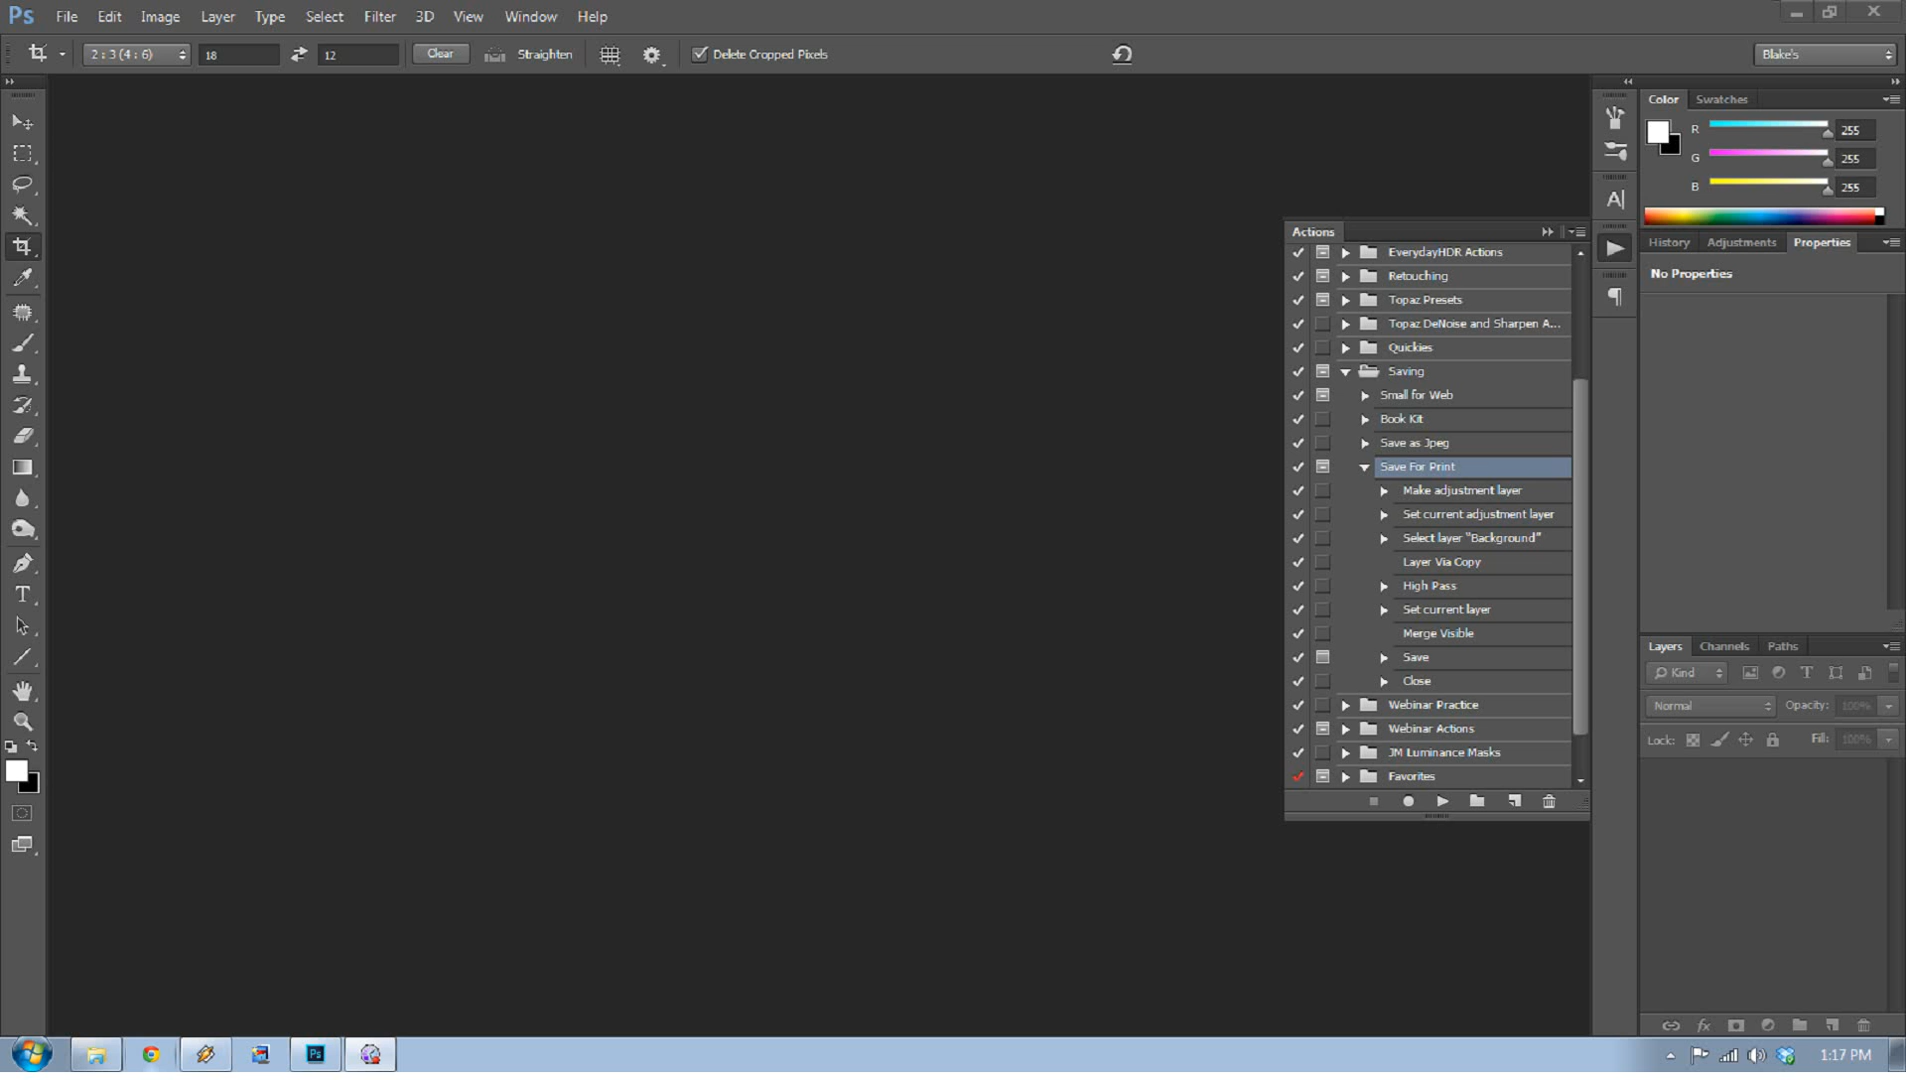 Ps File Edit Image Layer Type Select Filter 3D View Window Help
2 : 3 (4 : 6) 18 12 Clear Straighten Delete Cropped Pixels Blake's
Color Swatches
R 255
G 255
B 255
History Adjustments Properties
No Properties
Actions
EverydayHDR Actions
Retouching
Topaz Presets
Topaz DeNoise and Sharpen A...
Quickies
Saving
Small for Web
Book Kit
Save as Jpeg
Save For Print
Make adjustment layer
Set current adjustment layer
Select layer "Background"
Layer Via Copy
High Pass
Set current layer
Merge Visible
Save
Close
Webinar Practice
Webinar Actions
JM Luminance Masks
Favorites
Layers Channels Paths
Kind
Normal Opacity: 100%
Lock: Fill: 100%
Ps 1:17 PM